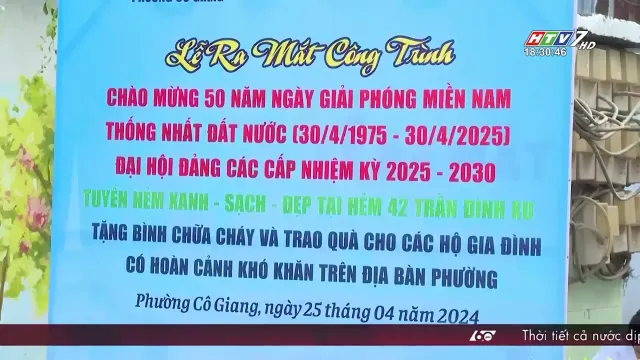 PHƯỜNG CÔ GIANG
HTV7 HD
18:30:46
Lễ Ra Mắt Công Trình
CHÀO MỪNG 50 NĂM NGÀY GIẢI PHÓNG MIỀN NAM
THỐNG NHẤT ĐẤT NƯỚC (30/4/1975 - 30/4/2025)
ĐẠI HỘI ĐẢNG CÁC CẤP NHIỆM KỲ 2025 - 2030
TUYẾN HẺM XANH - SẠCH - ĐẸP TẠI HẺM 42 TRẦN ĐÌNH XU
TẶNG BÌNH CHỮA CHÁY VÀ TRAO QUÀ CHO CÁC HỘ GIA ĐÌNH
CÓ HOÀN CẢNH KHÓ KHĂN TRÊN ĐỊA BÀN PHƯỜNG
Phường Cô Giang, ngày 25 tháng 04 năm 2024
Thời tiết cả nước dịp